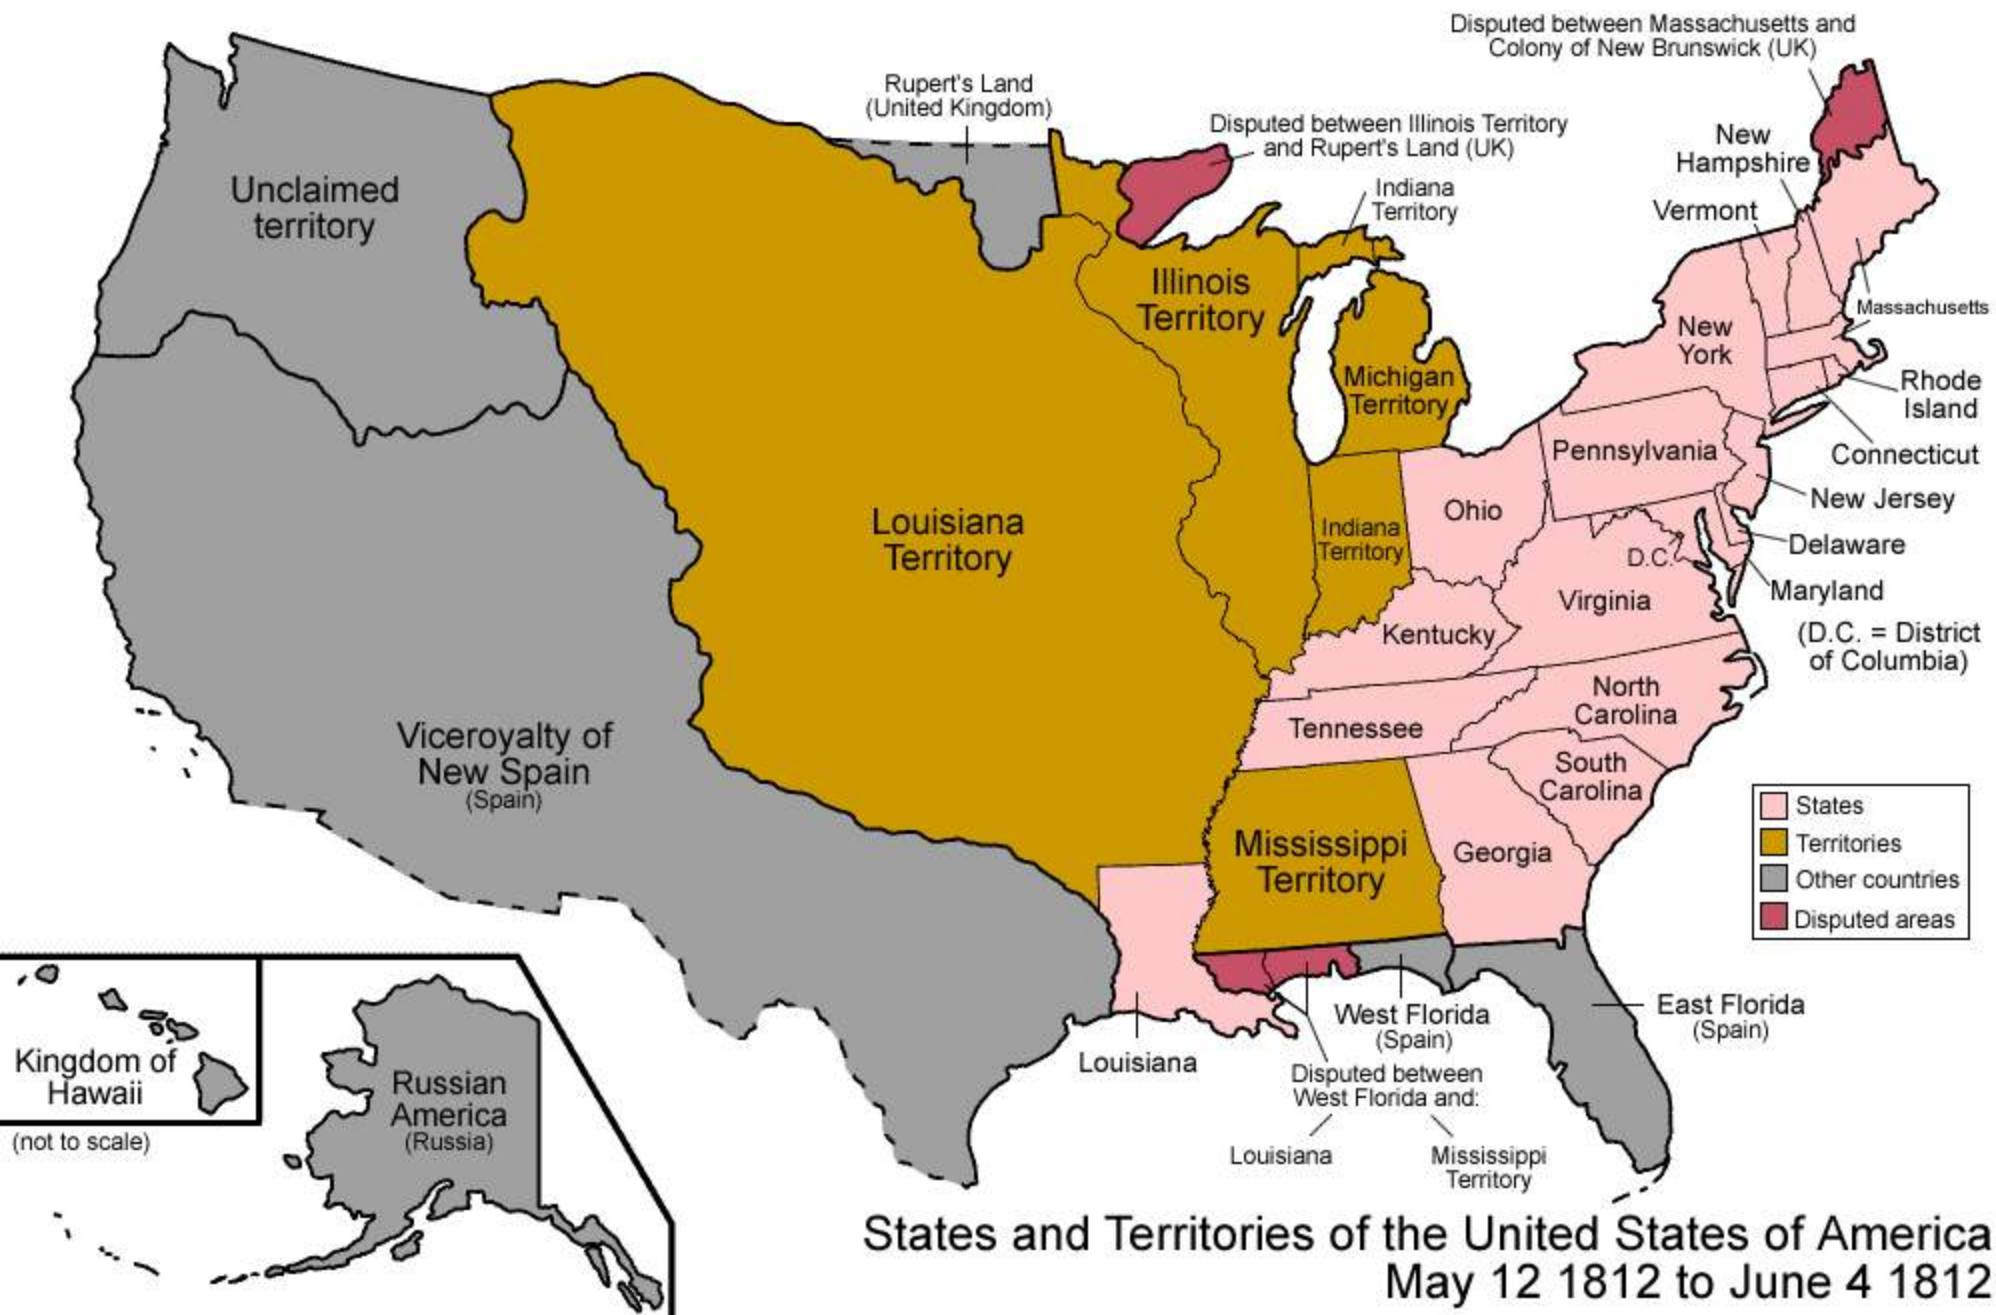 Disputed between Massachusetts and
Colony of New Brunswick (UK)
Rupert's Land
(United Kingdom)
Disputed between Illinois Territory
and Rupert's Land (UK)
New
Hampshire
Indiana
Territory
Vermont
Unclaimed
territory
Illinois
Territory
Massachusetts
New
York
Michigan
Territory
Rhode
Island
Pennsylvania
Connecticut
New Jersey
Ohio
Louisiana
Territory
Indiana
Territory
Delaware
D.C.
Maryland
Virginia
Kentucky
(D.C. = District
of Columbia)
North
Carolina
Tennessee
Viceroyalty of
New Spain
(Spain)
South
Carolina
States
Territories
Other countries
Disputed areas
Mississippi
Territory
Georgia
West Florida
(Spain)
East Florida
(Spain)
Louisiana
Disputed between
West Florida and:
Louisiana
Mississippi
Territory
Kingdom of
Hawaii
(not to scale)
Russian
America
(Russia)
States and Territories of the United States of America
May 12 1812 to June 4 1812